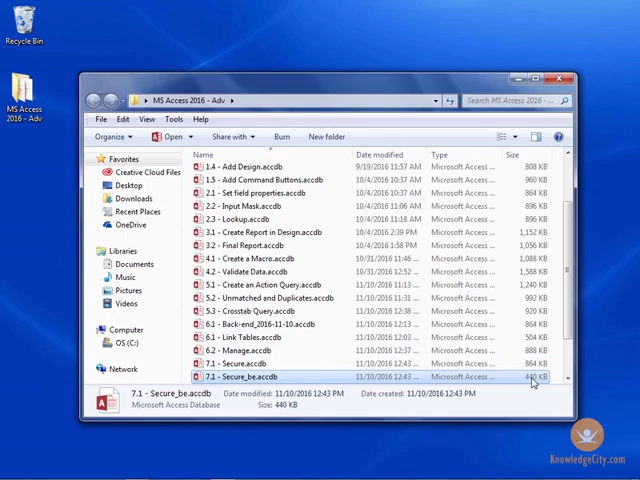 Recycle Bin
MS Access
2016 - Adv
MS Access 2016 - Adv
Search MS Access 2016 - ...
File Edit View Tools Help
Organize Open Share with Burn New folder
Name Date modified Type Size
Favorites
Creative Cloud Files
Desktop
Downloads
Recent Places
OneDrive
Libraries
Documents
Music
Pictures
Videos
Computer
OS (C:)
Network
1.4 - Add Design.accdb 9/19/2016 11:57 AM Microsoft Access ... 808 KB
1.5 - Add Command Buttons.accdb 10/4/2016 10:37 AM Microsoft Access ... 960 KB
2.1 - Set field properties.accdb 10/4/2016 10:37 AM Microsoft Access ... 864 KB
2.2 - Input Mask.accdb 10/4/2016 11:06 AM Microsoft Access ... 896 KB
2.3 - Lookup.accdb 10/4/2016 11:18 AM Microsoft Access ... 896 KB
3.1 - Create Report in Design.accdb 10/4/2016 2:39 PM Microsoft Access ... 1,152 KB
3.2 - Final Report.accdb 10/4/2016 1:58 PM Microsoft Access ... 1,056 KB
4.1 - Create a Macro.accdb 10/31/2016 11:46 ... Microsoft Access ... 1,088 KB
4.2 - Validate Data.accdb 10/31/2016 12:52 ... Microsoft Access ... 1,588 KB
5.1 - Create an Action Query.accdb 11/10/2016 11:13 ... Microsoft Access ... 1,240 KB
5.2 - Unmatched and Duplicates.accdb 11/10/2016 11:31 ... Microsoft Access ... 992 KB
5.3 - Crosstab Query.accdb 11/10/2016 12:38 ... Microsoft Access ... 920 KB
6.1 - Back-end_2016-11-10.accdb 11/10/2016 12:13 ... Microsoft Access ... 864 KB
6.1 - Link Tables.accdb 11/10/2016 12:13 ... Microsoft Access ... 504 KB
6.2 - Manage.accdb 11/10/2016 12:37 ... Microsoft Access ... 888 KB
7.1 - Secure.accdb 11/10/2016 12:43 ... Microsoft Access ... 864 KB
7.1 - Secure_be.accdb 11/10/2016 12:43 ... Microsoft Access ... 440 KB
7.1 - Secure_be.accdb Date modified: 11/10/2016 12:43 PM Date created: 11/10/2016 12:43 PM
Microsoft Access Database Size: 440 KB
KnowledgeCity.com